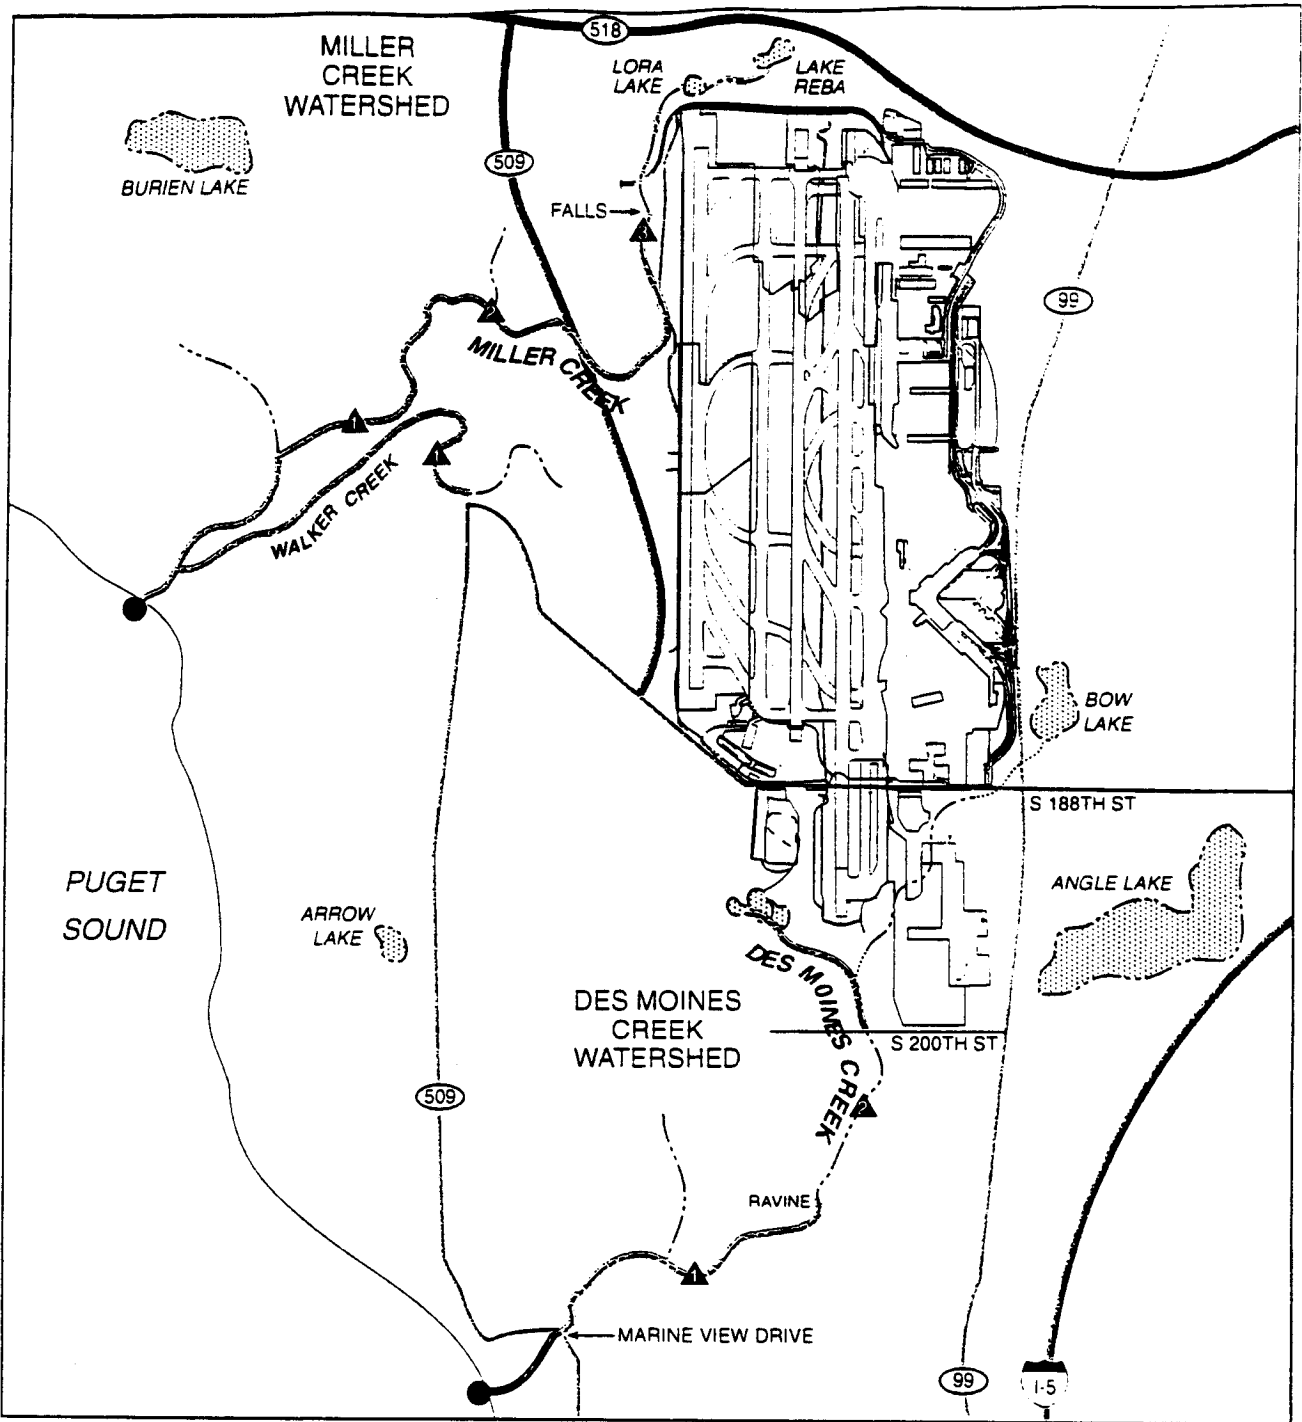 518
MILLER
CREEK
WATERSHED
LORA
LAKE
LAKE
REBA
509
BURIEN LAKE
FALLS
3
99
2
MILLER CREEK
1
1
WALKER CREEK
BOW
LAKE
S 188TH ST
PUGET
SOUND
ANGLE LAKE
ARROW
LAKE
DES MOINES CREEK
DES MOINES
CREEK
WATERSHED
S 200TH ST
509
2
RAVINE
1
MARINE VIEW DRIVE
99
I-5